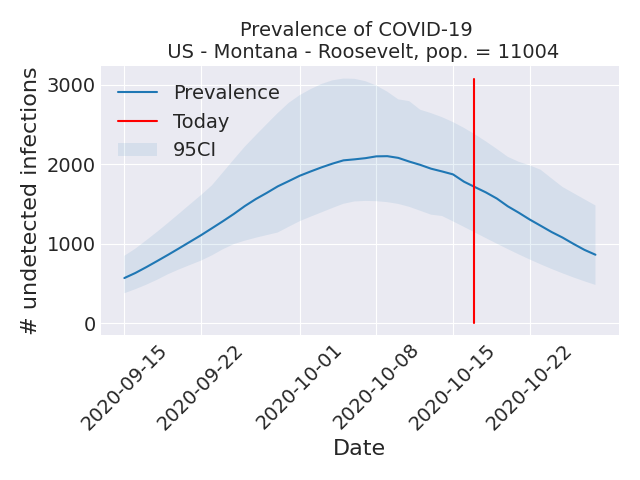 Prevalence of COVID-19
US - Montana - Roosevelt, pop. = 11004
# undetected infections
3000
2000
1000
0
Prevalence
Today
95CI
2020-09-15
2020-09-22
2020-10-01
2020-10-08
2020-10-15
2020-10-22
Date